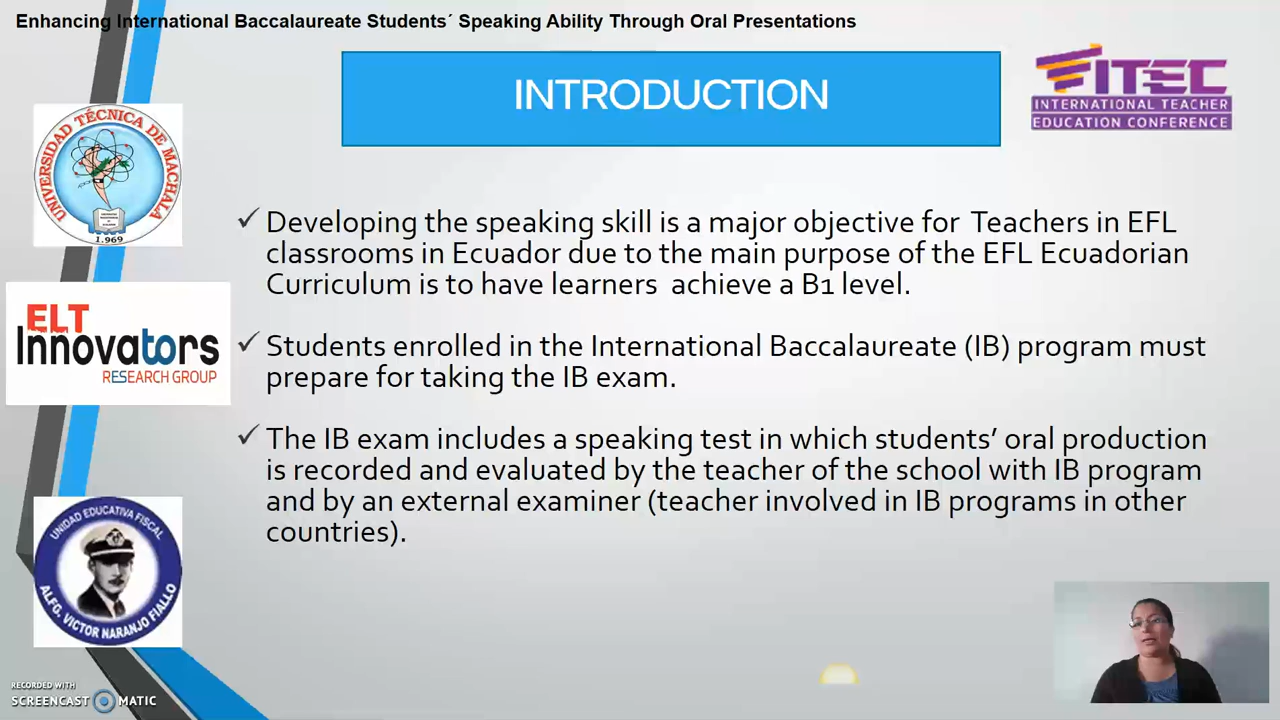 Enhancing International Baccalaureate Students´ Speaking Ability Through Oral Presentations
INTRODUCTION
FITEC
INTERNATIONAL TEACHER
EDUCATION CONFERENCE
UNIVERSIDAD TÉCNICA DE MACHALA
1.969
Developing the speaking skill is a major objective for Teachers in EFL
classrooms in Ecuador due to the main purpose of the EFL Ecuadorian
Curriculum is to have learners achieve a B1 level.
ELT
Innovators
RESEARCH GROUP
Students enrolled in the International Baccalaureate (IB) program must
prepare for taking the IB exam.
The IB exam includes a speaking test in which students’ oral production
is recorded and evaluated by the teacher of the school with IB program
and by an external examiner (teacher involved in IB programs in other
countries).
UNIDAD EDUCATIVA FISCAL
ALFG. VICTOR NARANJO FIALLO
RECORDED WITH
SCREENCAST MATIC